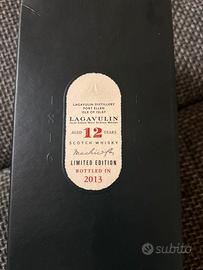 LAGAVULIN DISTILLERY
PORT ELLEN
ISLE OF ISLAY
LAGAVULIN
AGED 12 YEARS
SCOTCH WHISKY
LIMITED EDITION
BOTTLED IN
2013
subito